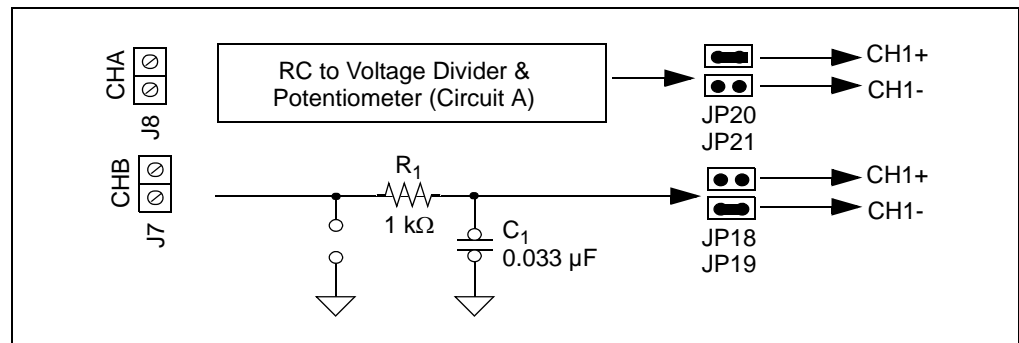 CHA
J8
RC to Voltage Divider &
Potentiometer (Circuit A)
CH1+
CH1-
JP20
JP21
CHB
J7
R1
1 kΩ
C1
0.033 µF
CH1+
CH1-
JP18
JP19